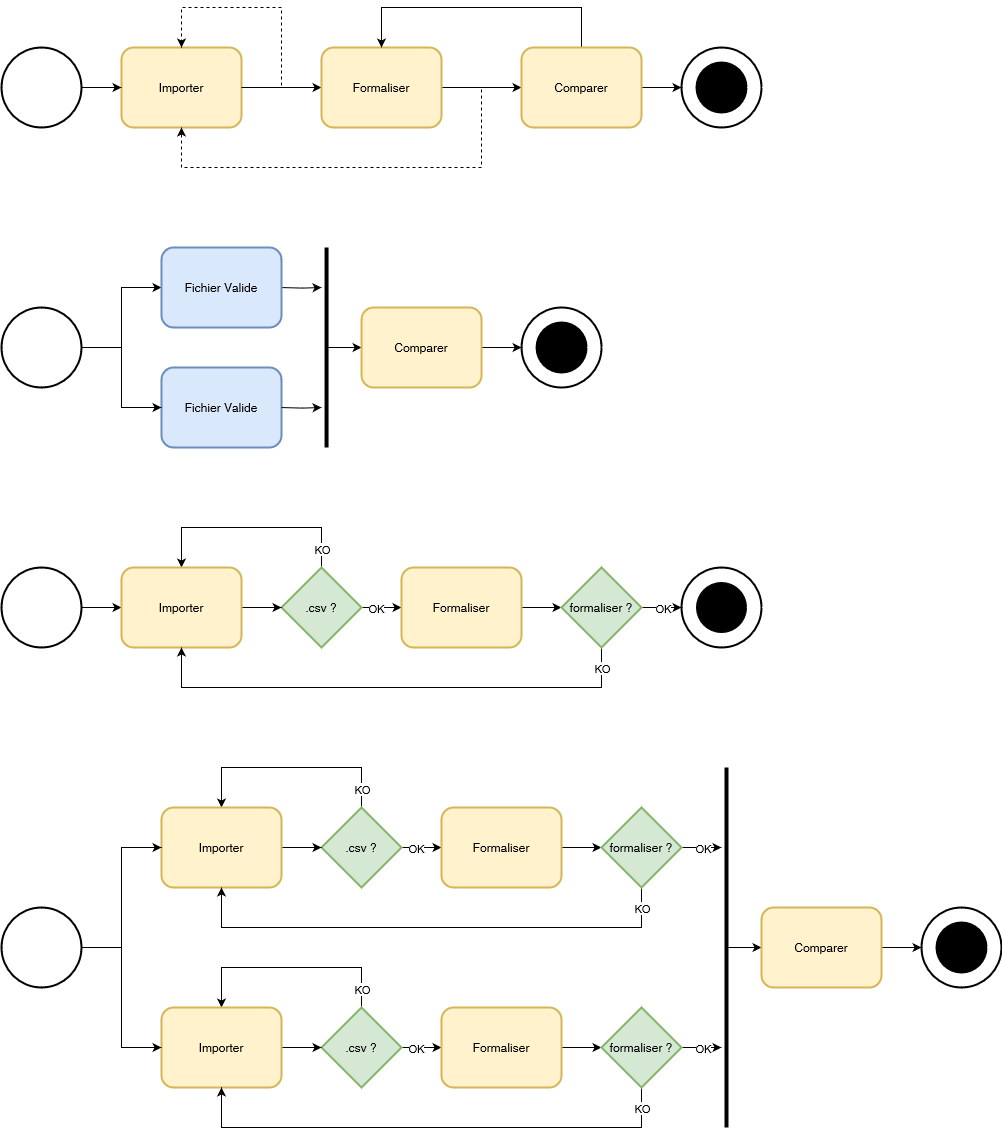 Importer
Formaliser
Comparer
Fichier Valide
Comparer
Fichier Valide
KO
Importer
.csv ?
OK
Formaliser
formaliser ?
OK
KO
KO
Importer
.csv ?
OK
Formaliser
formaliser ?
OK
KO
Comparer
KO
Importer
.csv ?
OK
Formaliser
formaliser ?
OK
KO